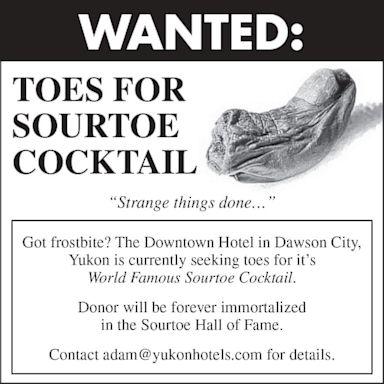 WANTED:
TOES FOR
SOURTOE
COCKTAIL
“Strange things done…”
Got frostbite? The Downtown Hotel in Dawson City,
Yukon is currently seeking toes for it’s
World Famous Sourtoe Cocktail.
Donor will be forever immortalized
in the Sourtoe Hall of Fame.
Contact adam@yukonhotels.com for details.